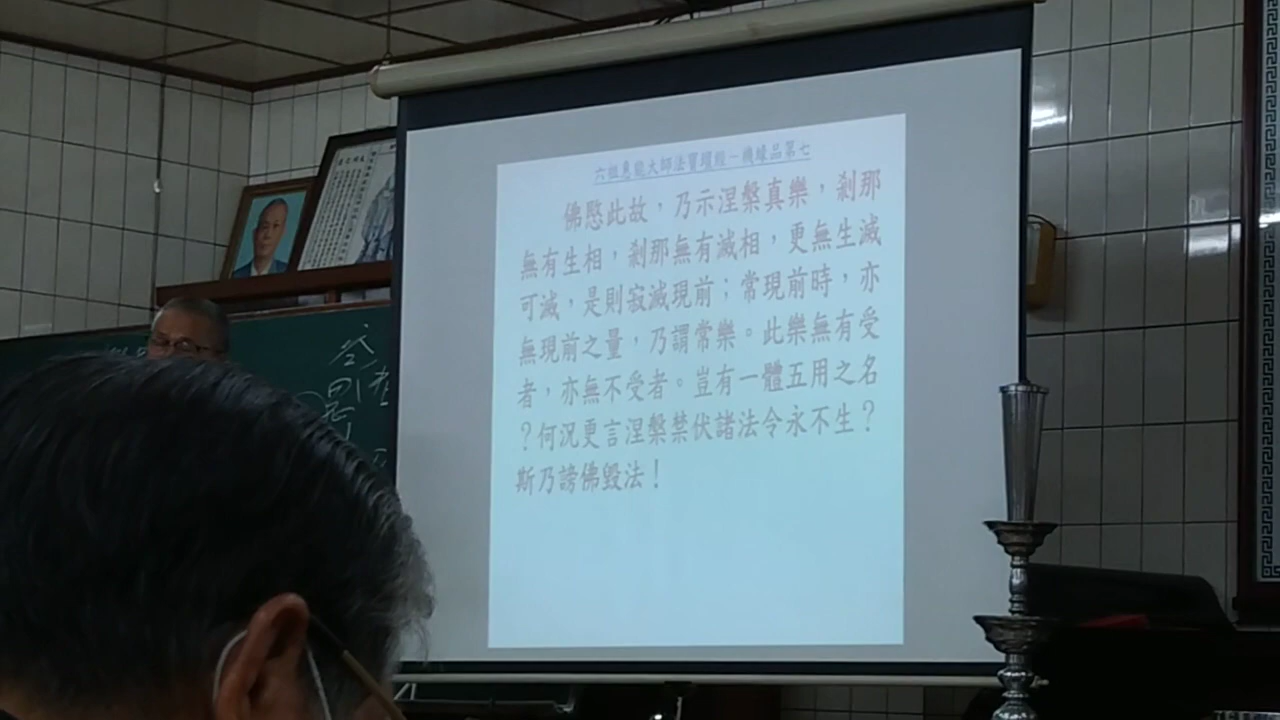 六祖惠能大師法寶壇經－機緣品第七
佛愍此故，乃示涅槃真樂，剎那
無有生相，剎那無有滅相，更無生滅
可滅，是則寂滅現前；常現前時，亦
無現前之量，乃謂常樂。此樂無有受
者，亦無不受者。豈有一體五用之名
？何況更言涅槃禁伏諸法令永不生？
斯乃謗佛毀法！